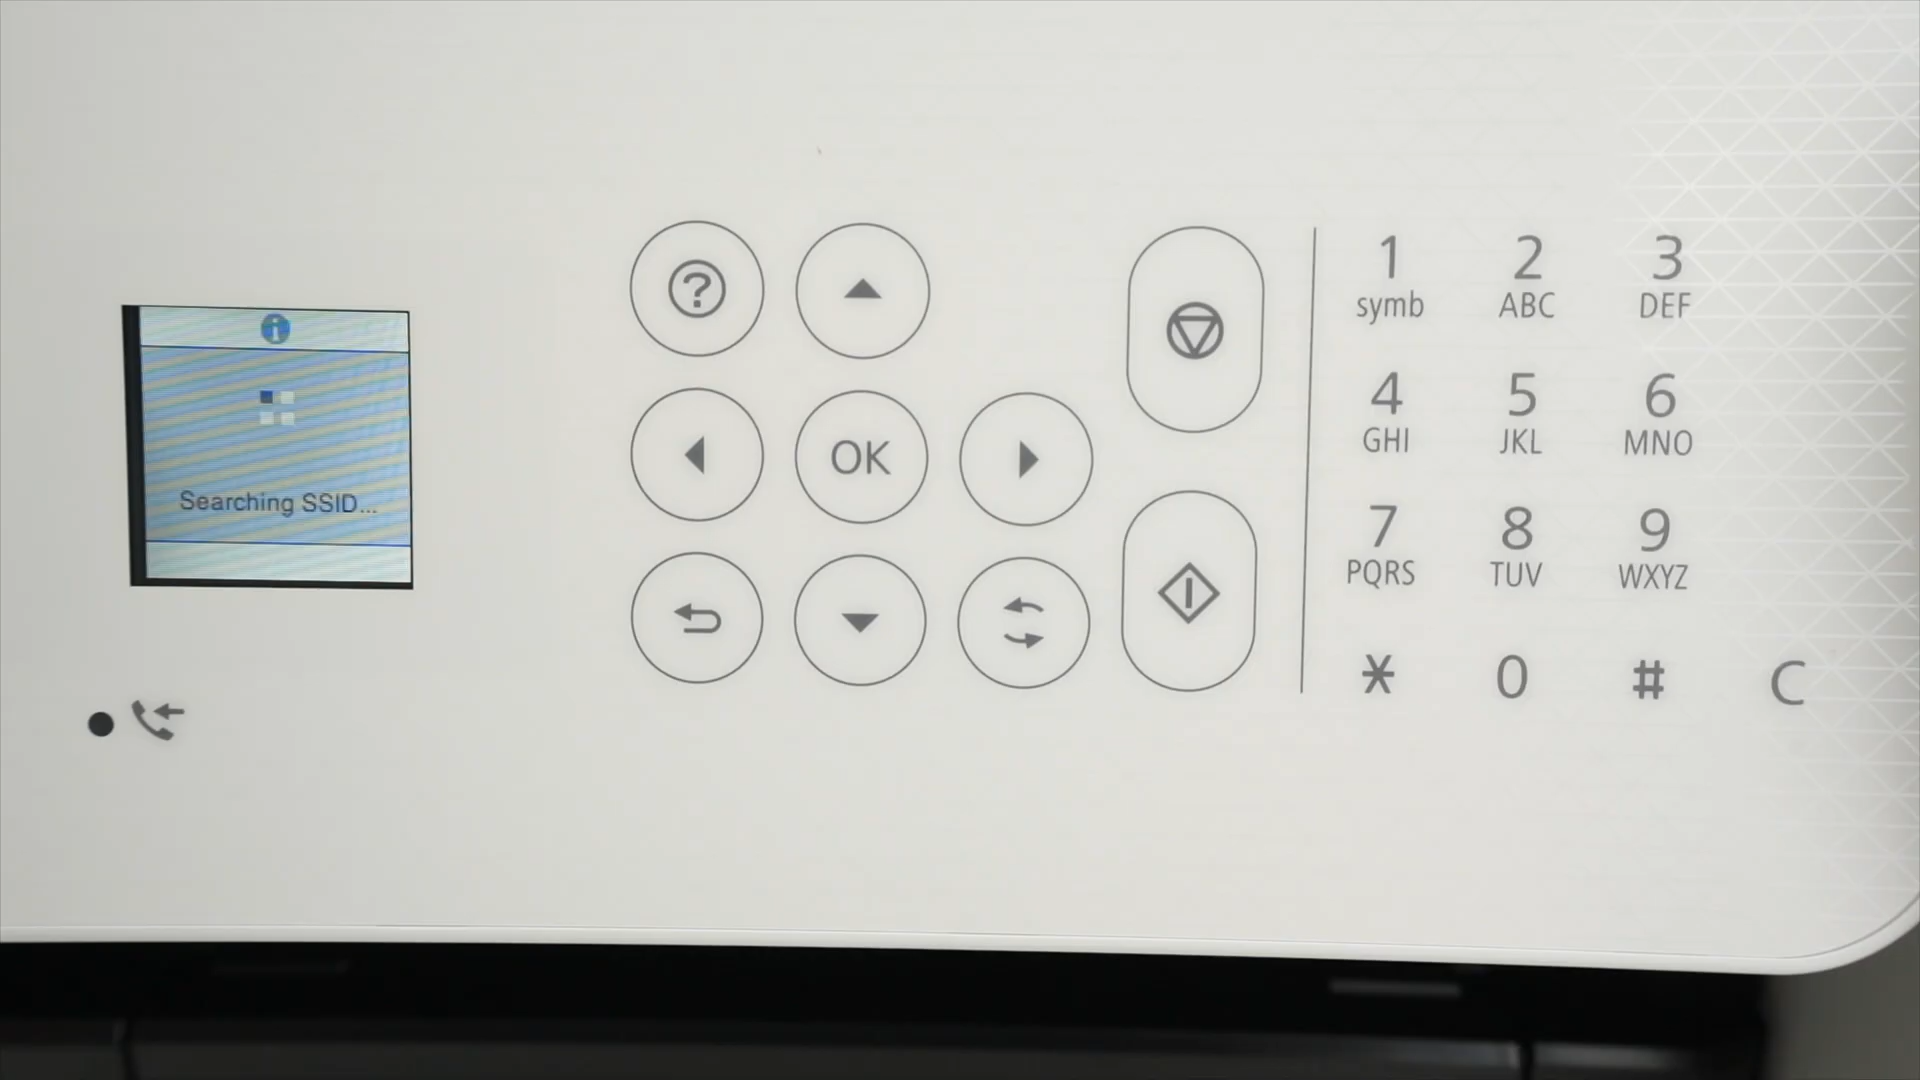 Searching SSID...
OK
1 2 3
symb ABC DEF
4 5 6
GHI JKL MNO
7 8 9
PQRS TUV WXYZ
* 0 # C